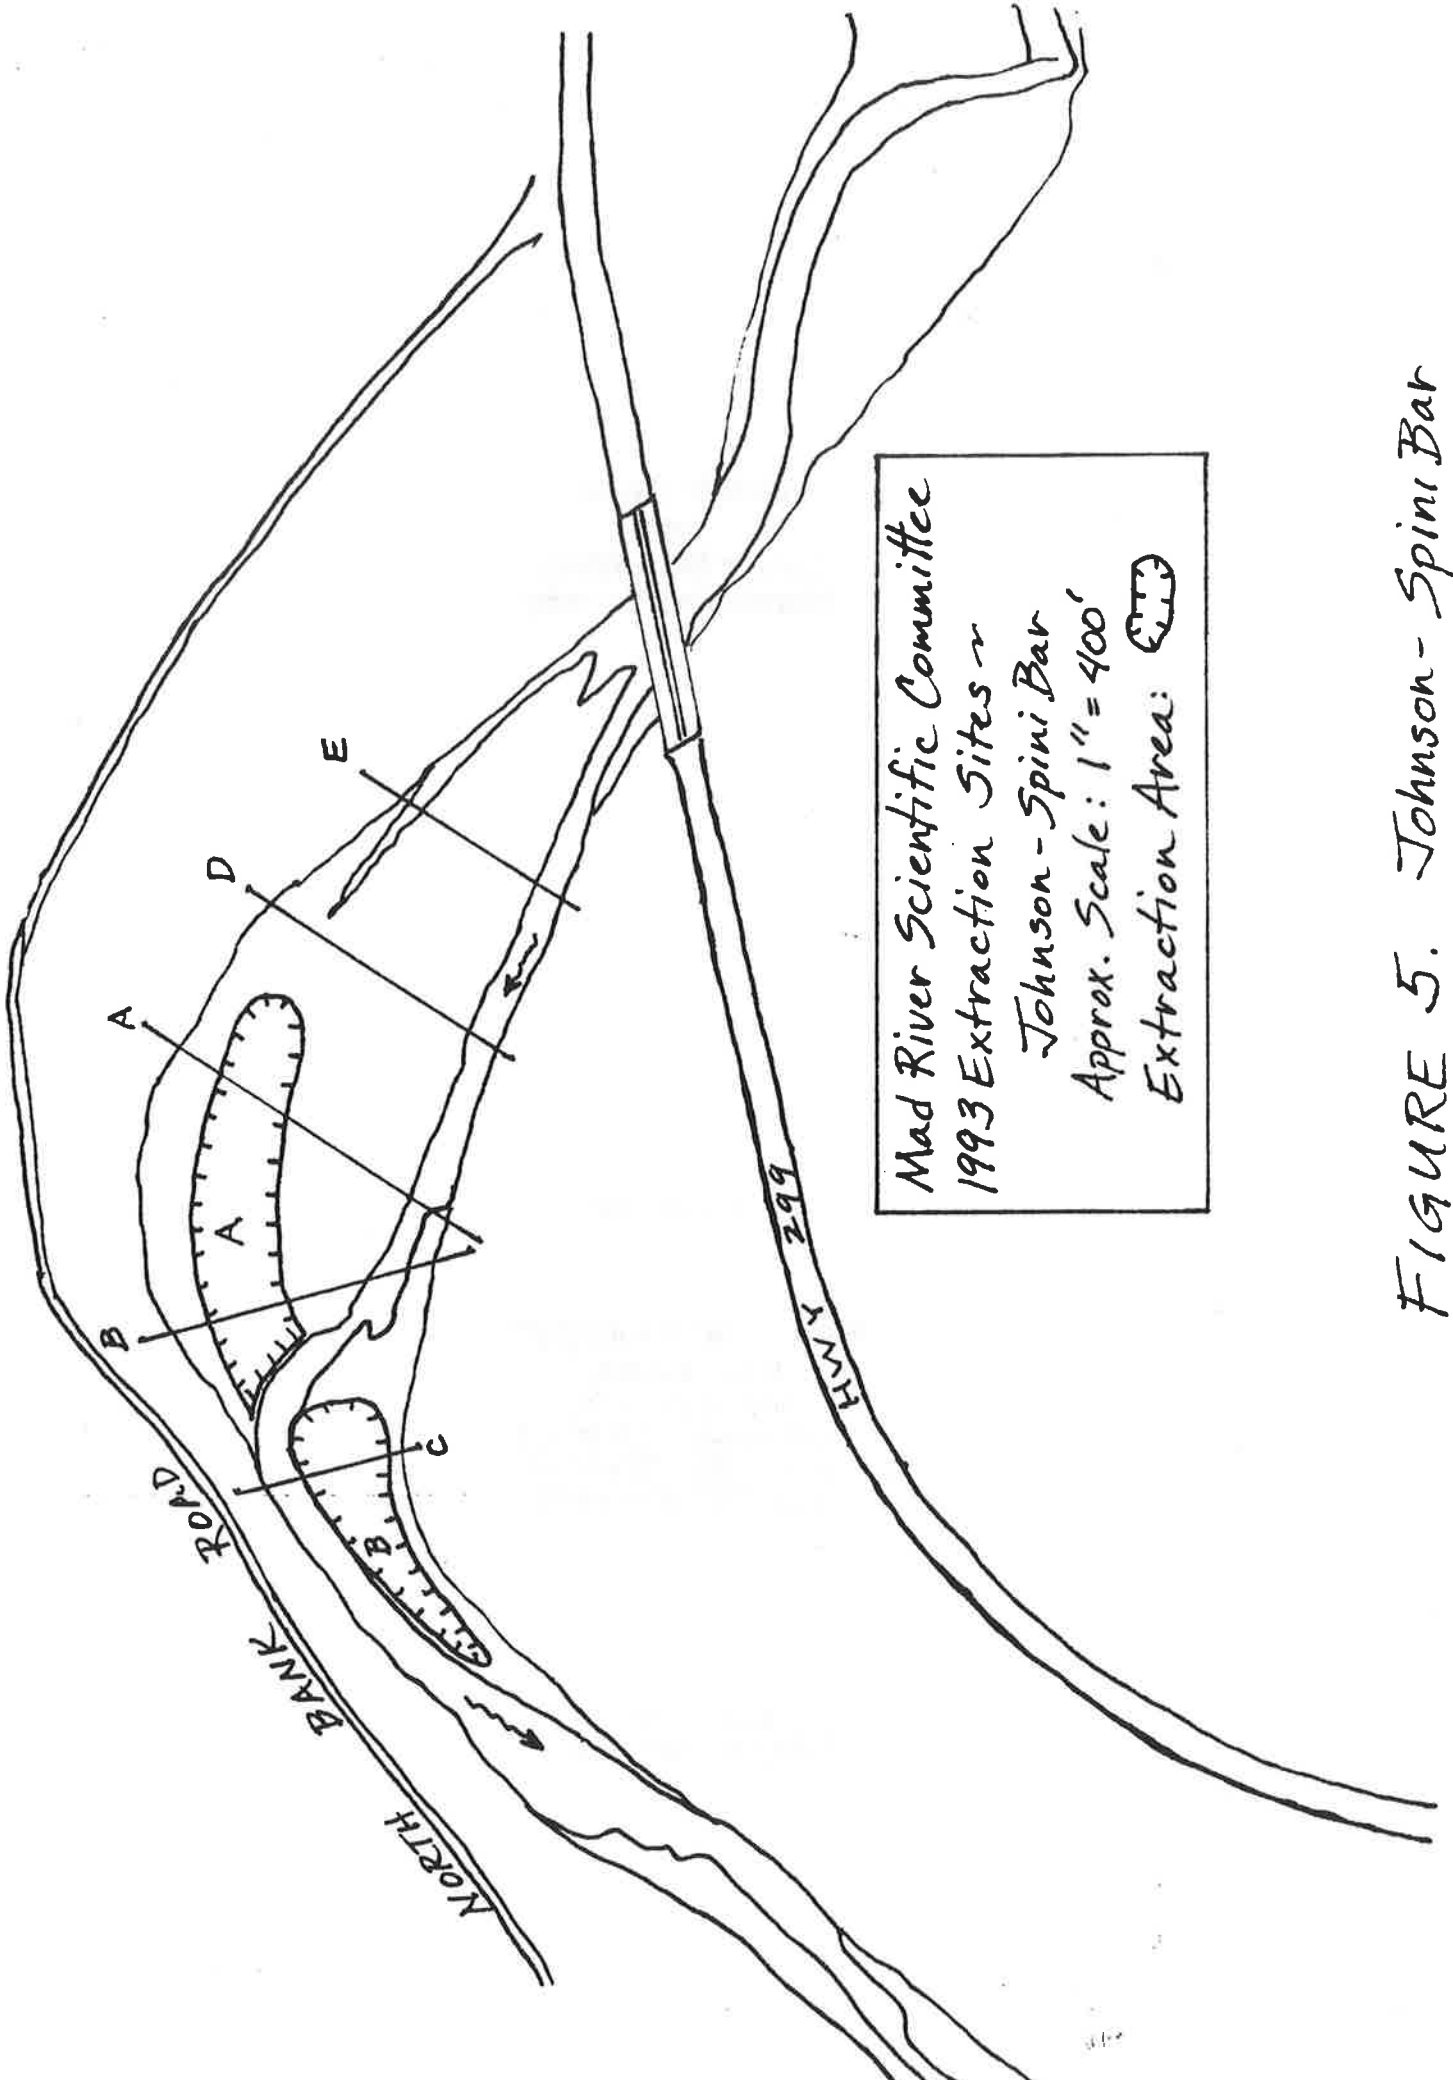 NORTH BANK ROAD
B
A
D
E
A
C
B
HWY 299
Mad River Scientific Committee
1993 Extraction Sites ~
Johnson-Spini Bar
Approx. Scale: 1" = 400'
Extraction Area:
FIGURE 5. Johnson-Spini Bar